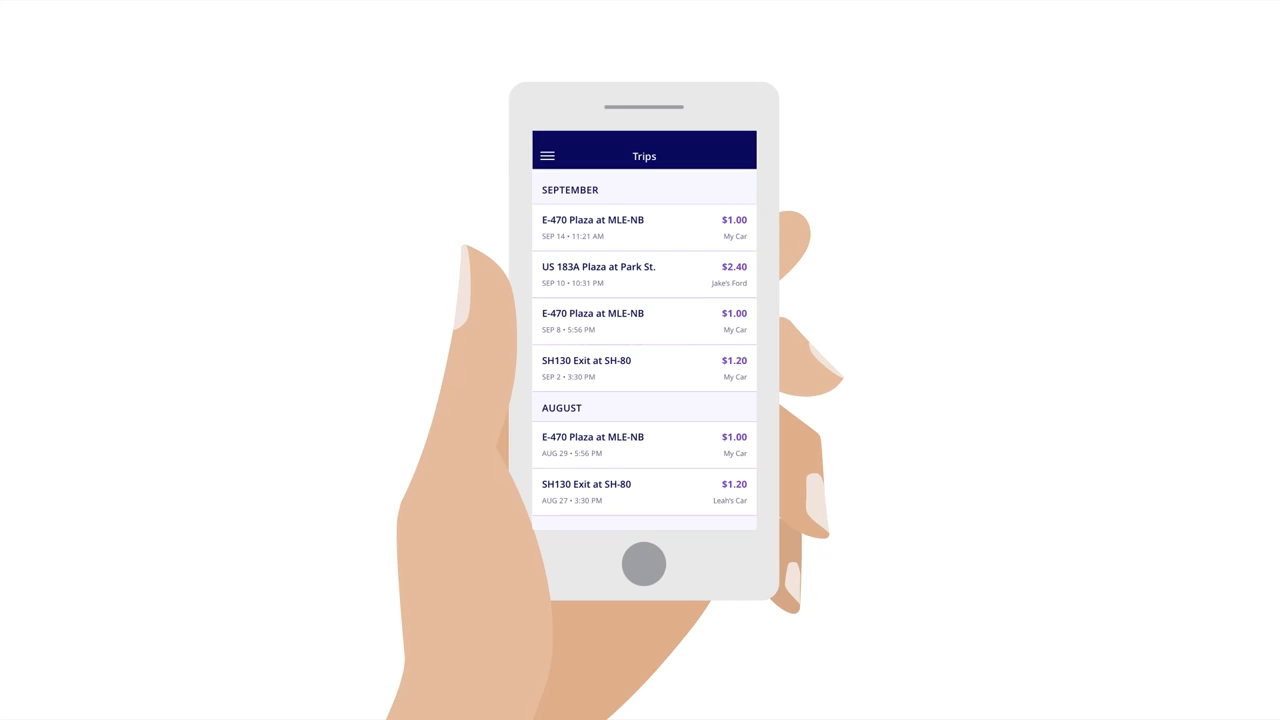 Trips
SEPTEMBER
E-470 Plaza at MLE-NB $1.00
SEP 14 • 11:21 AM My Car
US 183A Plaza at Park St. $2.40
SEP 10 • 10:31 PM Jake's Ford
E-470 Plaza at MLE-NB $1.00
SEP 8 • 5:56 PM My Car
SH130 Exit at SH-80 $1.20
SEP 2 • 3:30 PM My Car
AUGUST
E-470 Plaza at MLE-NB $1.00
AUG 29 • 5:56 PM My Car
SH130 Exit at SH-80 $1.20
AUG 27 • 3:30 PM Leah's Car